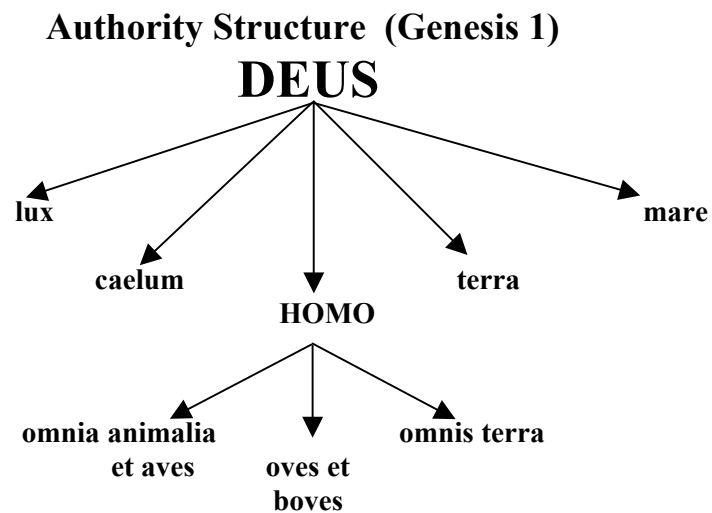 Authority Structure (Genesis 1)
DEUS
lux
mare
caelum
terra
HOMO
omnia animalia
et aves
oves et
boves
omnis terra